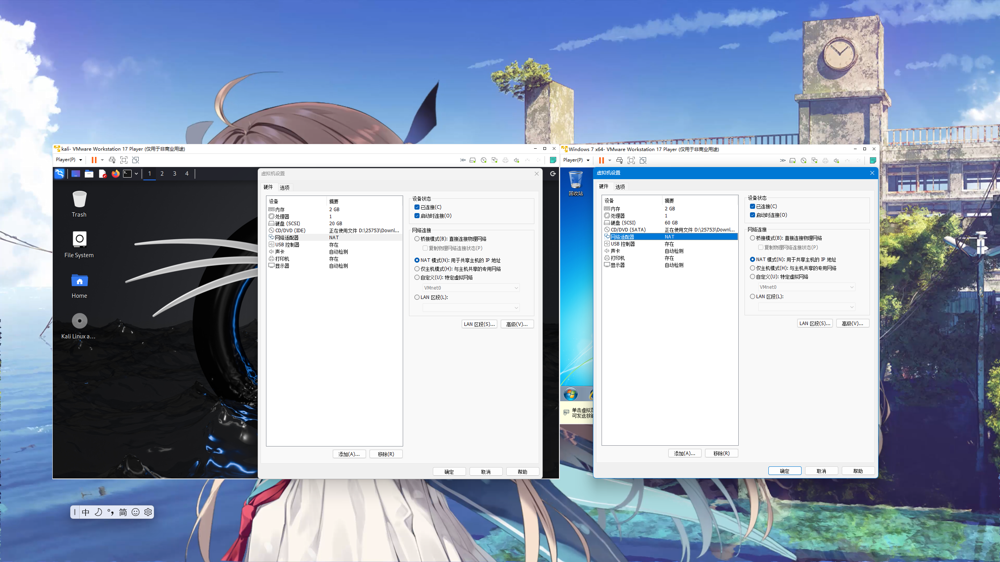 kali- VMware Workstation 17 Player (仅用于非商业用途)
Player(P)
1 2 3 4
Trash
File System
Home
Kali Linux a...
虚拟机设置
硬件 选项
设备 摘要
内存 2 GB
处理器 1
硬盘 (SCSI) 20 GB
CD/DVD (IDE) 正在使用文件 D:\25753\Downl...
网络适配器 NAT
USB 控制器 存在
声卡 自动检测
打印机 存在
显示器 自动检测
添加(A)... 移除(R)
设备状态
已连接(C)
启动时连接(O)
网络连接
桥接模式(B): 直接连接物理网络
复制物理网络连接状态(P)
NAT 模式(N): 用于共享主机的 IP 地址
仅主机模式(H): 与主机共享的专用网络
自定义(U): 特定虚拟网络
VMnet0
LAN 区段(L):
LAN 区段(S)... 高级(V)...
确定 取消 帮助
Windows 7 x64- VMware Workstation 17 Player (仅用于非商业用途)
Player(P)
回收站
单击虚拟
可发送按
虚拟机设置
硬件 选项
设备 摘要
内存 2 GB
处理器 1
硬盘 (SCSI) 60 GB
CD/DVD (SATA) 正在使用文件 D:\25753\Downl...
网络适配器 NAT
USB 控制器 存在
声卡 自动检测
打印机 存在
显示器 自动检测
添加(A)... 移除(R)
设备状态
已连接(C)
启动时连接(O)
网络连接
桥接模式(B): 直接连接物理网络
复制物理网络连接状态(P)
NAT 模式(N): 用于共享主机的 IP 地址
仅主机模式(H): 与主机共享的专用网络
自定义(U): 特定虚拟网络
VMnet0
LAN 区段(L):
LAN 区段(S)... 高级(V)...
确定 取消 帮助
中 简